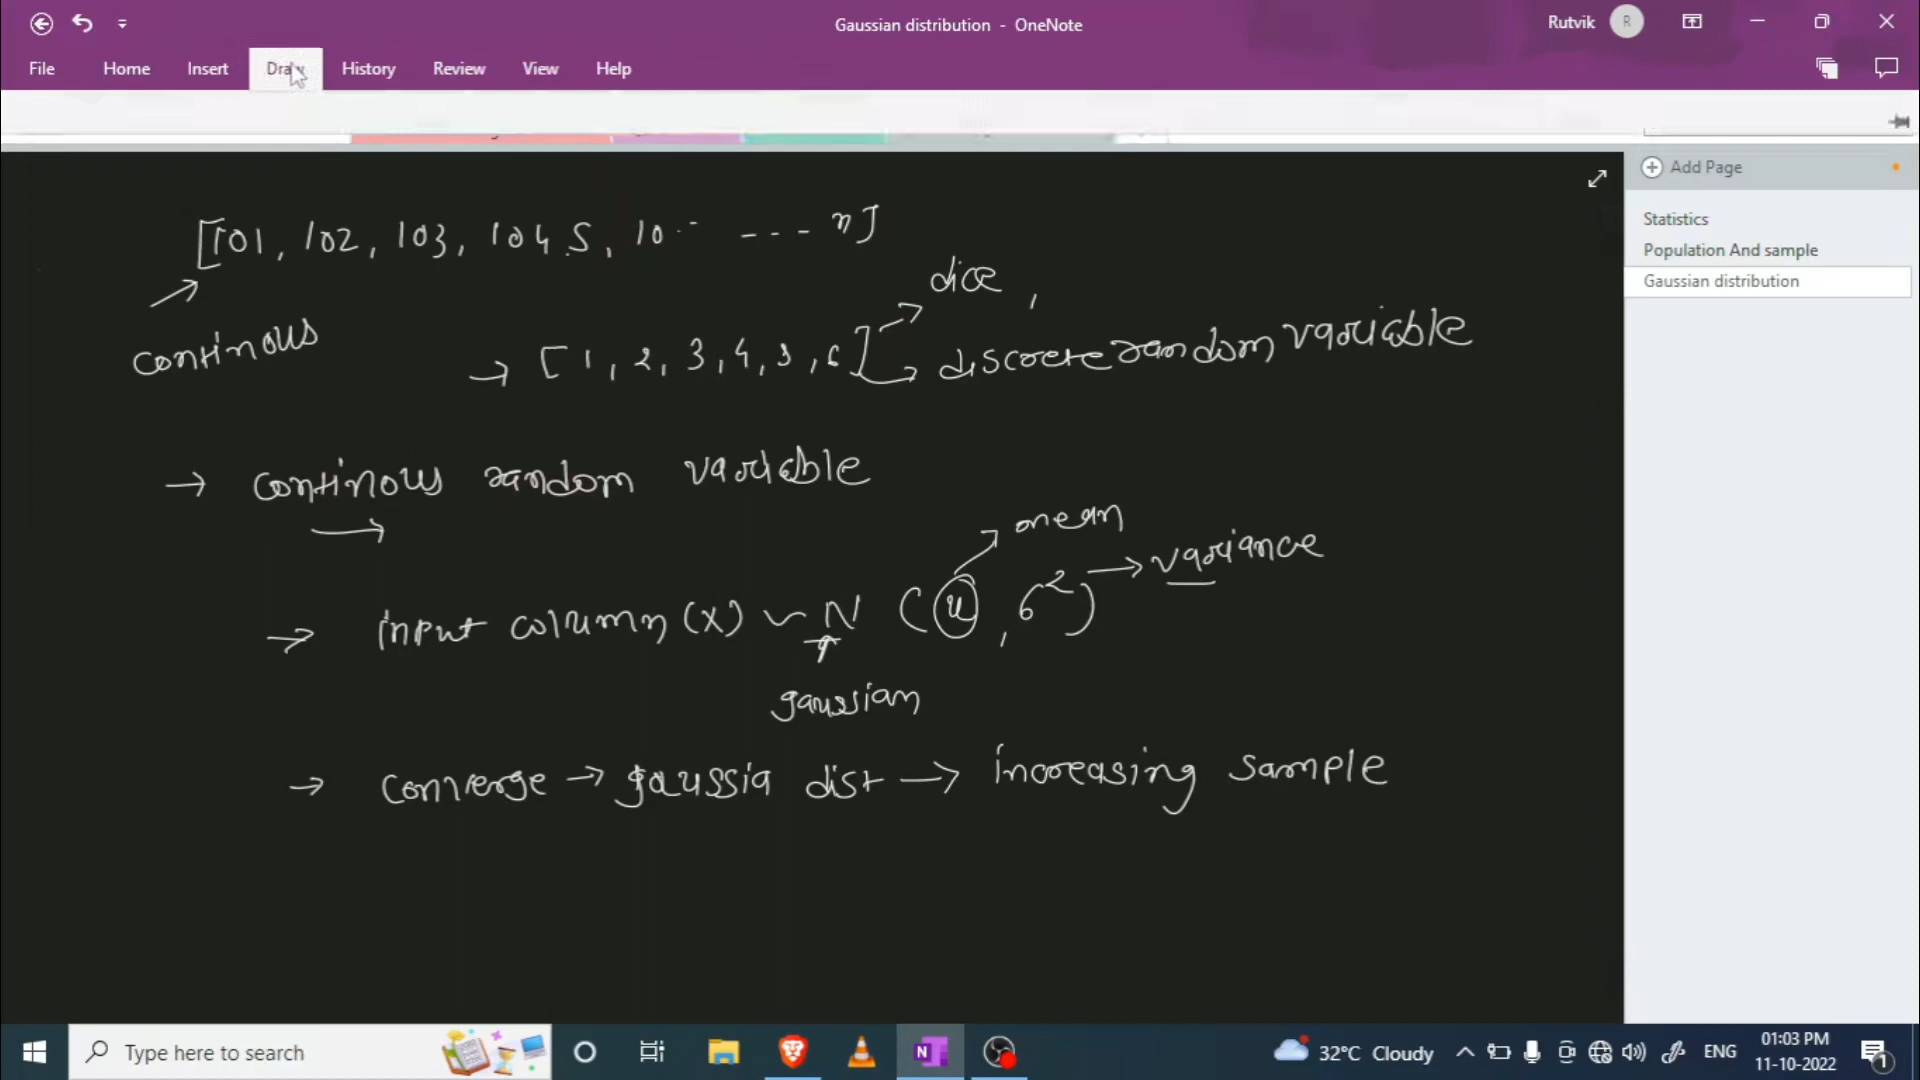 Gaussian distribution - OneNote
Rutvik R
File Home Insert Draw History Review View Help
Add Page
Statistics
Population And sample
Gaussian distribution
[101, 102, 103, 104.5, 10.. --- n]
continous
dice ,
→ [1, 2, 3, 4, 5, 6]
→ discrete random variable
→ continous random variable
→ mean
→ variance
→ input column (x) ~ N (μ, σ²)
gaussian
→ converge → gaussia dist → increasing sample
Type here to search
32°C Cloudy
ENG
01:03 PM
11-10-2022
1